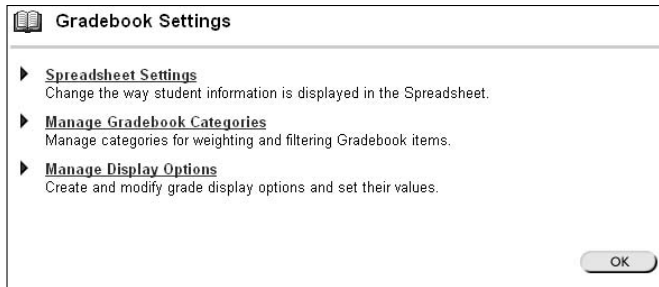 Gradebook Settings
Spreadsheet Settings
Change the way student information is displayed in the Spreadsheet.
Manage Gradebook Categories
Manage categories for weighting and filtering Gradebook items.
Manage Display Options
Create and modify grade display options and set their values.
OK